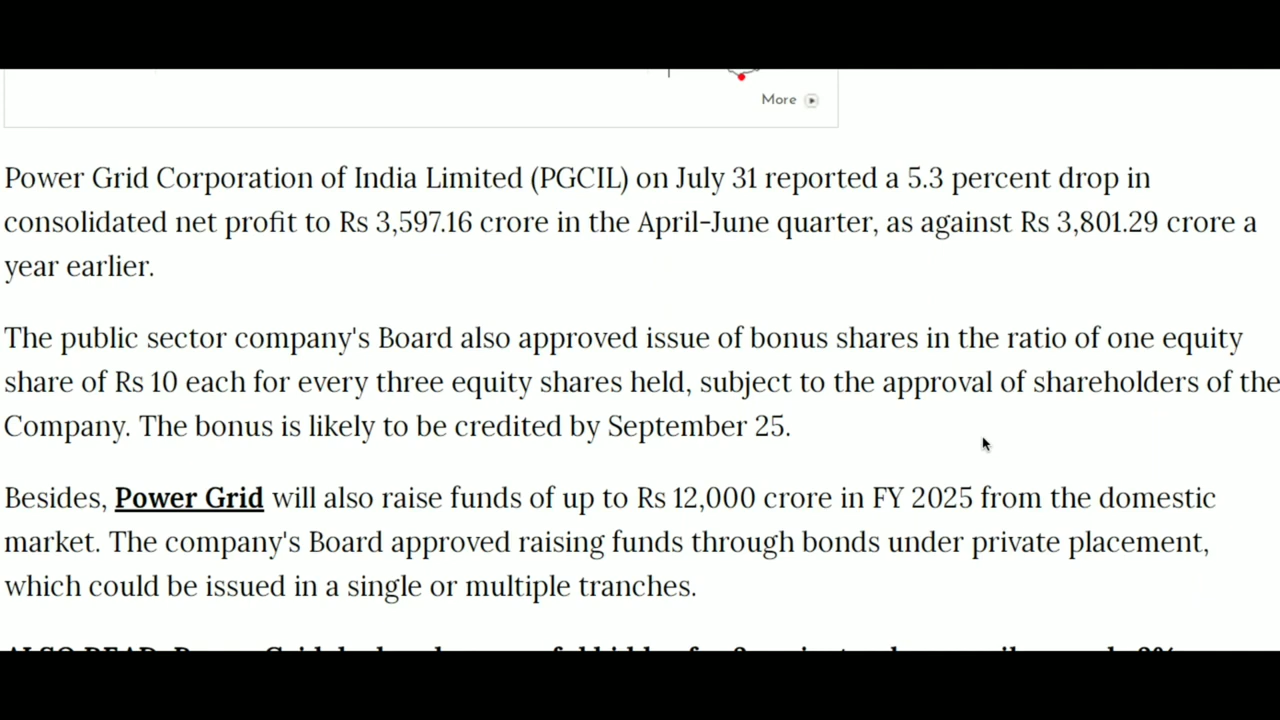 More
Power Grid Corporation of India Limited (PGCIL) on July 31 reported a 5.3 percent drop in
consolidated net profit to Rs 3,597.16 crore in the April-June quarter, as against Rs 3,801.29 crore a
year earlier.
The public sector company's Board also approved issue of bonus shares in the ratio of one equity
share of Rs 10 each for every three equity shares held, subject to the approval of shareholders of the
Company. The bonus is likely to be credited by September 25.
Besides, Power Grid will also raise funds of up to Rs 12,000 crore in FY 2025 from the domestic
market. The company's Board approved raising funds through bonds under private placement,
which could be issued in a single or multiple tranches.
ALSO READ: Power Grid